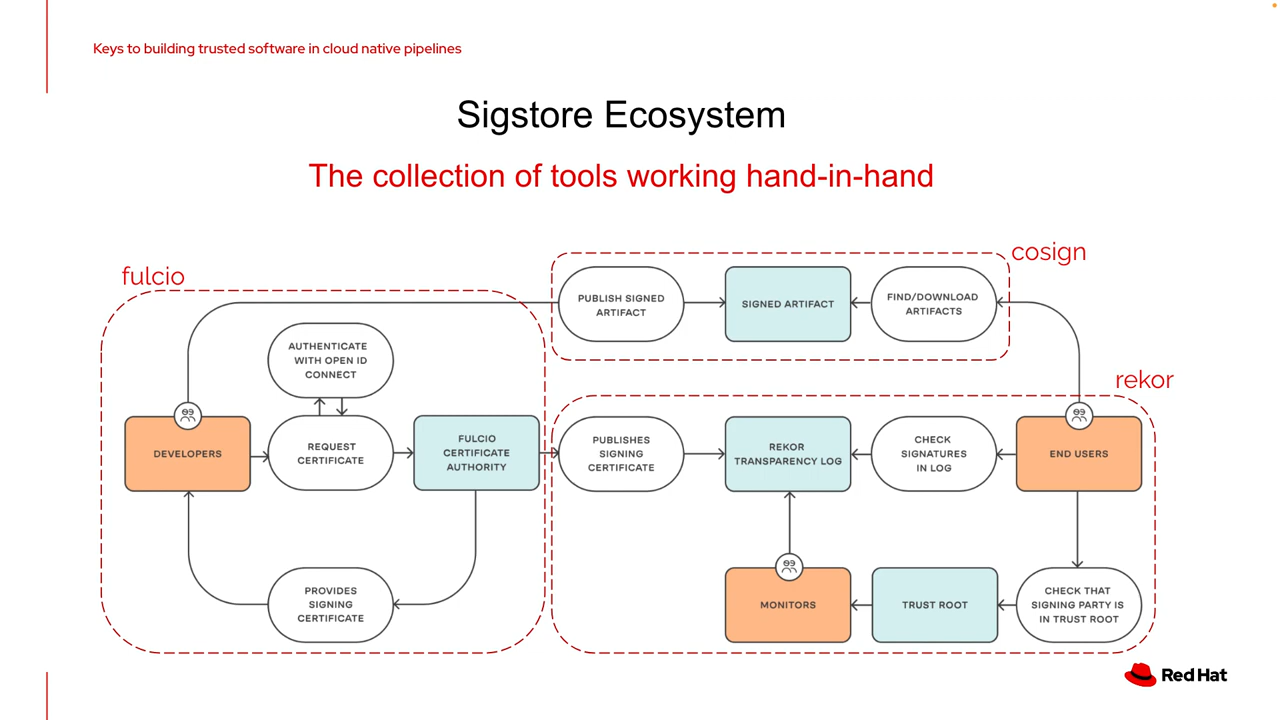 Keys to building trusted software in cloud native pipelines
Sigstore Ecosystem
The collection of tools working hand-in-hand
fulcio
cosign
PUBLISH SIGNED
ARTIFACT
SIGNED ARTIFACT
FIND/DOWNLOAD
ARTIFACTS
AUTHENTICATE
WITH OPEN ID
CONNECT
rekor
DEVELOPERS
REQUEST
CERTIFICATE
FULCIO
CERTIFICATE
AUTHORITY
PUBLISHES
SIGNING
CERTIFICATE
REKOR
TRANSPARENCY LOG
CHECK
SIGNATURES
IN LOG
END USERS
PROVIDES
SIGNING
CERTIFICATE
MONITORS
TRUST ROOT
CHECK THAT
SIGNING PARTY IS
IN TRUST ROOT
Red Hat